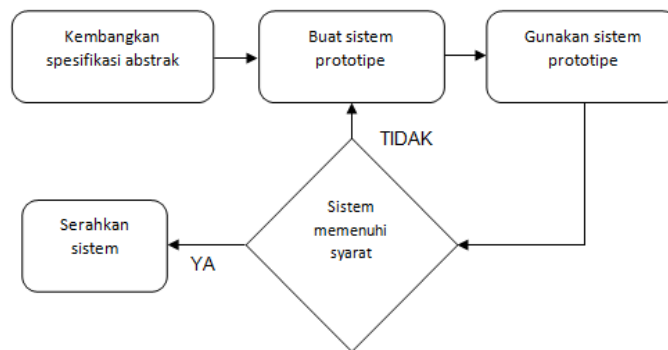 Kembangkan
spesifikasi abstrak
Buat sistem
prototipe
Gunakan sistem
prototipe
TIDAK
Sistem
memenuhi
syarat
YA
Serahkan
sistem